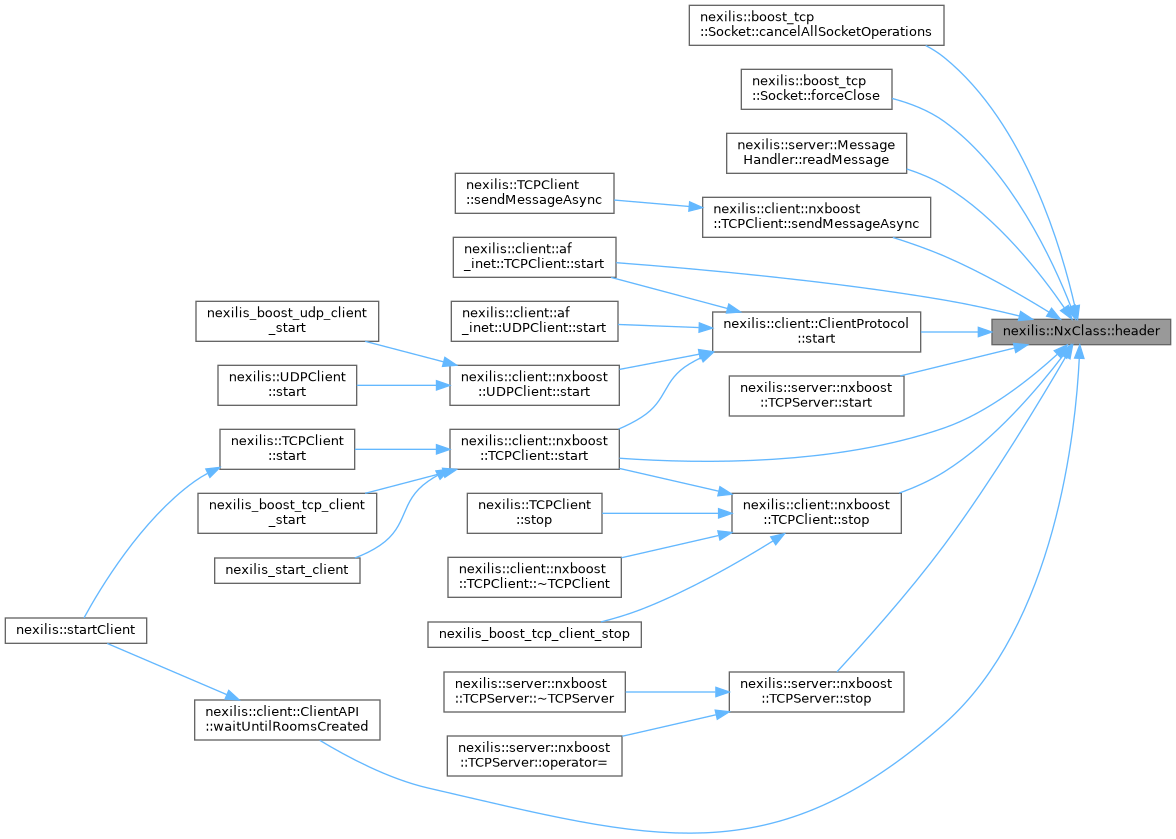 nexilis::boost_tcp
::Socket::cancelAllSocketOperations
nexilis::boost_tcp
::Socket::forceClose
nexilis::server::Message
Handler::readMessage
nexilis::TCPClient
::sendMessageAsync
nexilis::client::nxboost
::TCPClient::sendMessageAsync
nexilis::client::af
_inet::TCPClient::start
nexilis_boost_udp_client
_start
nexilis::client::af
_inet::UDPClient::start
nexilis::client::ClientProtocol
::start
nexilis::NxClass::header
nexilis::UDPClient
::start
nexilis::client::nxboost
::UDPClient::start
nexilis::server::nxboost
::TCPServer::start
nexilis::TCPClient
::start
nexilis::client::nxboost
::TCPClient::start
nexilis_boost_tcp_client
_start
nexilis::TCPClient
::stop
nexilis::client::nxboost
::TCPClient::stop
nexilis_start_client
nexilis::client::nxboost
::TCPClient::~TCPClient
nexilis::startClient
nexilis_boost_tcp_client_stop
nexilis::server::nxboost
::TCPServer::~TCPServer
nexilis::server::nxboost
::TCPServer::stop
nexilis::client::ClientAPI
::waitUntilRoomsCreated
nexilis::server::nxboost
::TCPServer::operator=